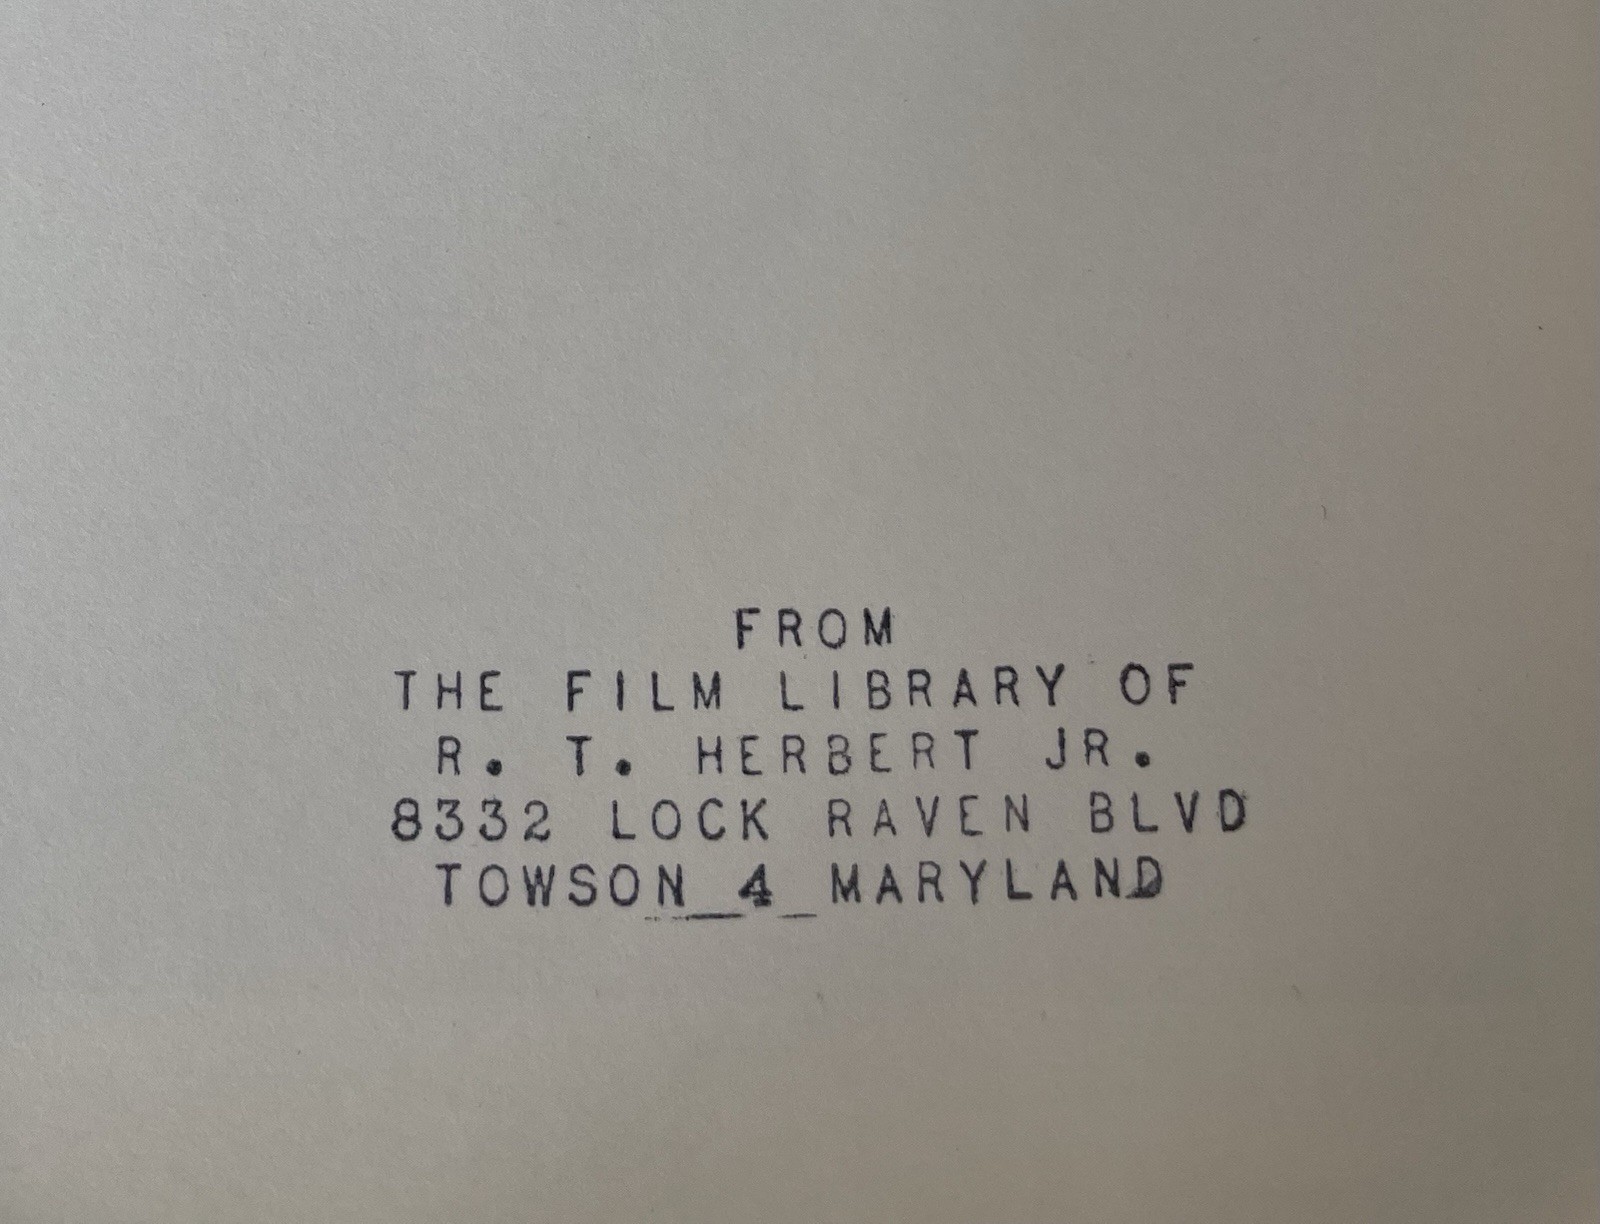 FROM
THE FILM LIBRARY OF
R. T. HERBERT JR.
8332 LOCK RAVEN BLVD
TOWSON 4 MARYLAND